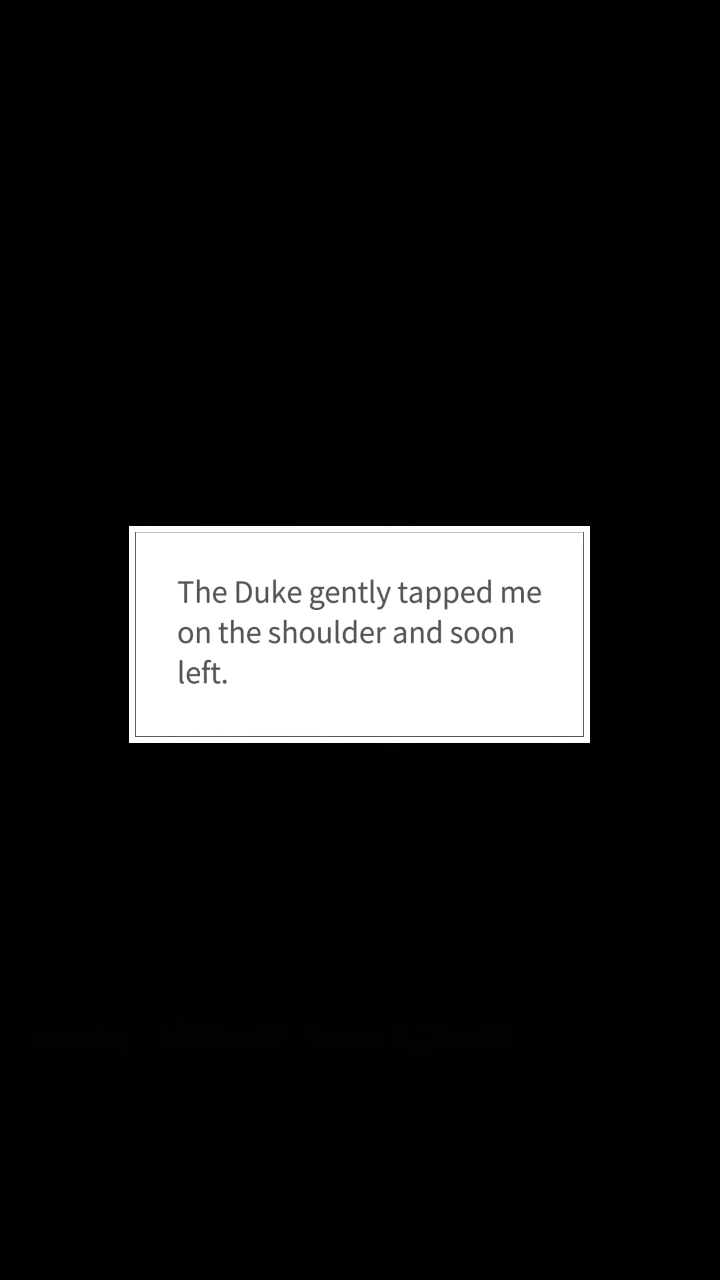 The Duke gently tapped me
on the shoulder and soon
left.